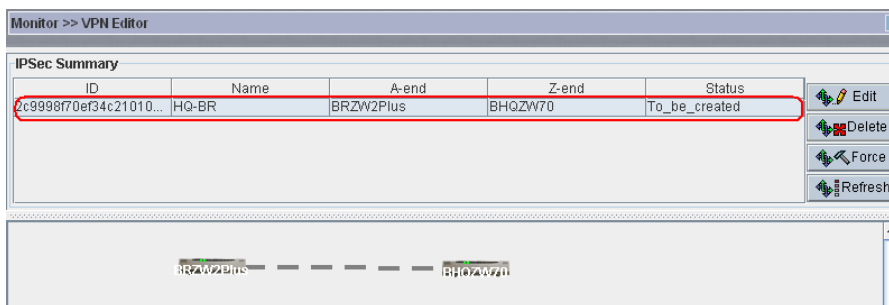 Monitor >> VPN Editor
IPSec Summary
ID Name A-end Z-end Status
2c9998f70ef34c21010... HQ-BR BRZW2Plus BHQZW70 To_be_created
Edit
Delete
Force
Refresh
BRZW2Plus BHQZW70